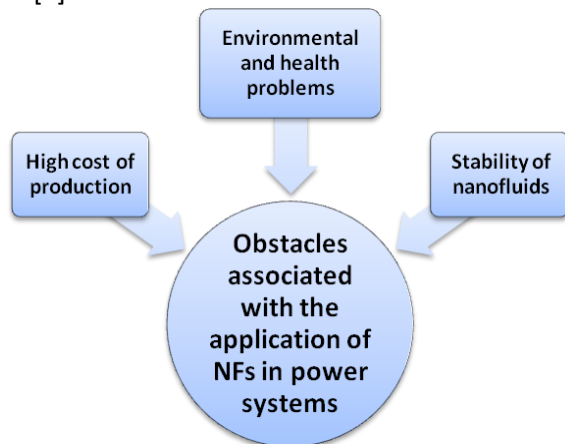 Environmental
and health
problems
High cost of
production
Stability of
nanofluids
Obstacles
associated
with the
application of
NFs in power
systems